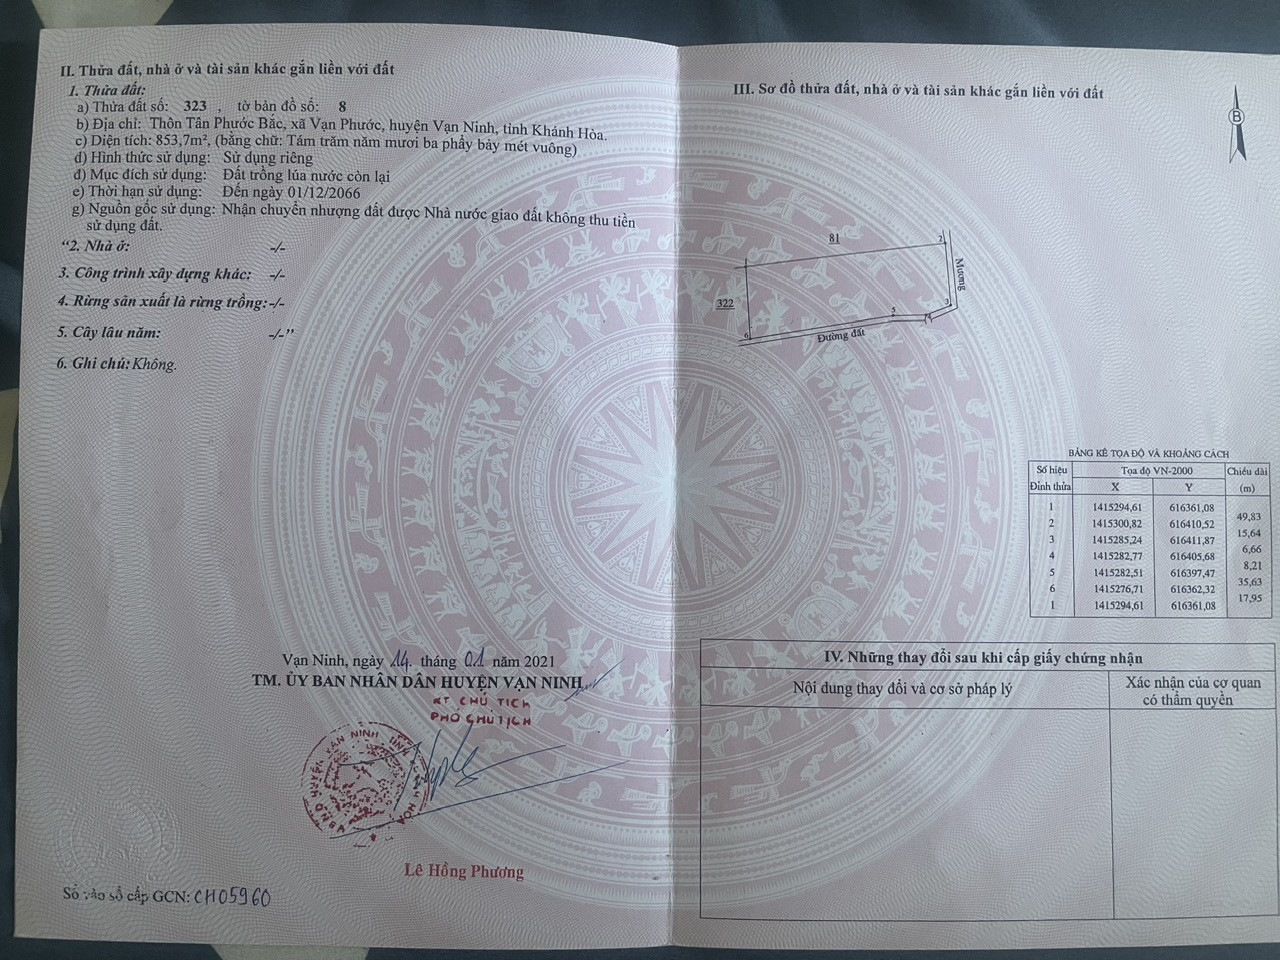 II. Thửa đất, nhà ở và tài sản khác gắn liền với đất
1. Thửa đất:
a) Thửa đất số: 323 , tờ bản đồ số: 8
b) Địa chỉ: Thôn Tân Phước Bắc, xã Vạn Phước, huyện Vạn Ninh, tỉnh Khánh Hòa.
c) Diện tích: 853,7m², (bằng chữ: Tám trăm năm mươi ba phẩy bảy mét vuông)
d) Hình thức sử dụng: Sử dụng riêng
đ) Mục đích sử dụng: Đất trồng lúa nước còn lại
e) Thời hạn sử dụng: Đến ngày 01/12/2066
g) Nguồn gốc sử dụng: Nhận chuyển nhượng đất được Nhà nước giao đất không thu tiền
sử dụng đất.
“2. Nhà ở: -/-
3. Công trình xây dựng khác: -/-
4. Rừng sản xuất là rừng trồng: -/-
5. Cây lâu năm: -/-”
6. Ghi chú: Không.
Vạn Ninh, ngày 14. tháng 01 năm 2021
TM. ỦY BAN NHÂN DÂN HUYỆN VẠN NINH
KT CHỦ TỊCH
PHÓ CHỦ TỊCH
Lê Hồng Phương
Số vào sổ cấp GCN: CH05960
III. Sơ đồ thửa đất, nhà ở và tài sản khác gắn liền với đất
B
81
2
Mương
322
3
5
6
Đường đất
BẢNG KÊ TỌA ĐỘ VÀ KHOẢNG CÁCH
Số hiệu Tọa độ VN-2000 Chiều dài
Đỉnh thửa X Y (m)
1 1415294,61 616361,08
49,83
2 1415300,82 616410,52
15,64
3 1415285,24 616411,87
6,66
4 1415282,77 616405,68
8,21
5 1415282,51 616397,47
35,63
6 1415276,71 616362,32
17,95
1 1415294,61 616361,08
IV. Những thay đổi sau khi cấp giấy chứng nhận
Nội dung thay đổi và cơ sở pháp lý
Xác nhận của cơ quan
có thẩm quyền